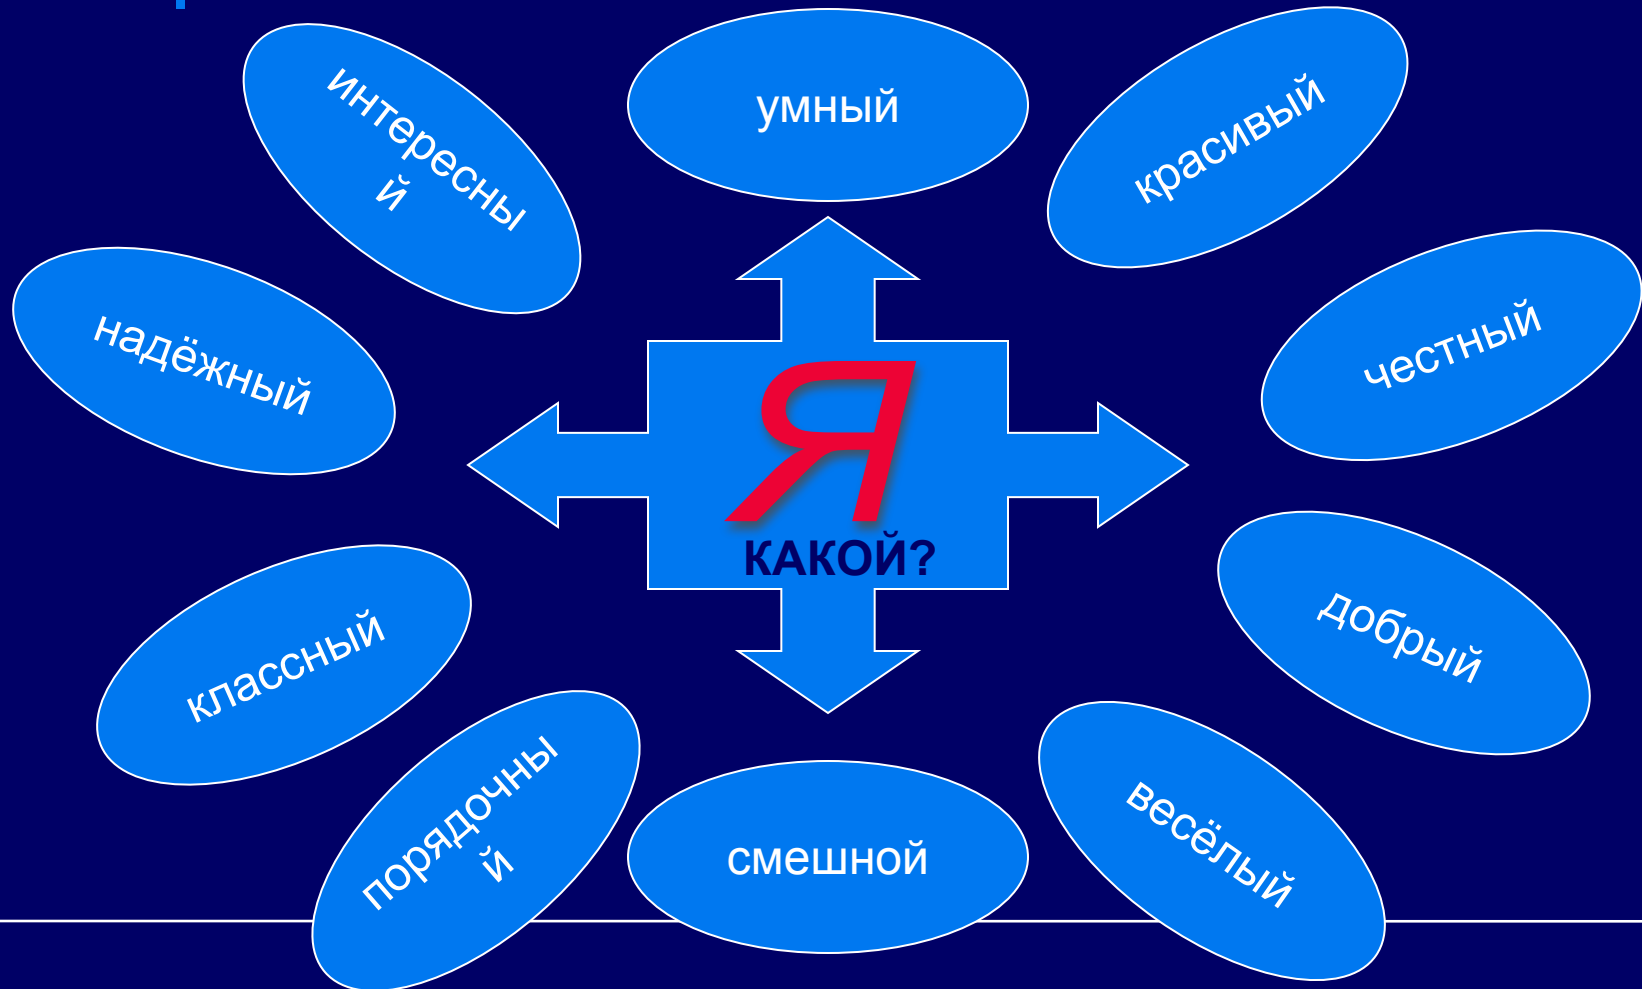 интересны
й
умный
красивый
надёжный
честный
Я
КАКОЙ?
классный
добрый
порядочны
й
смешной
весёлый